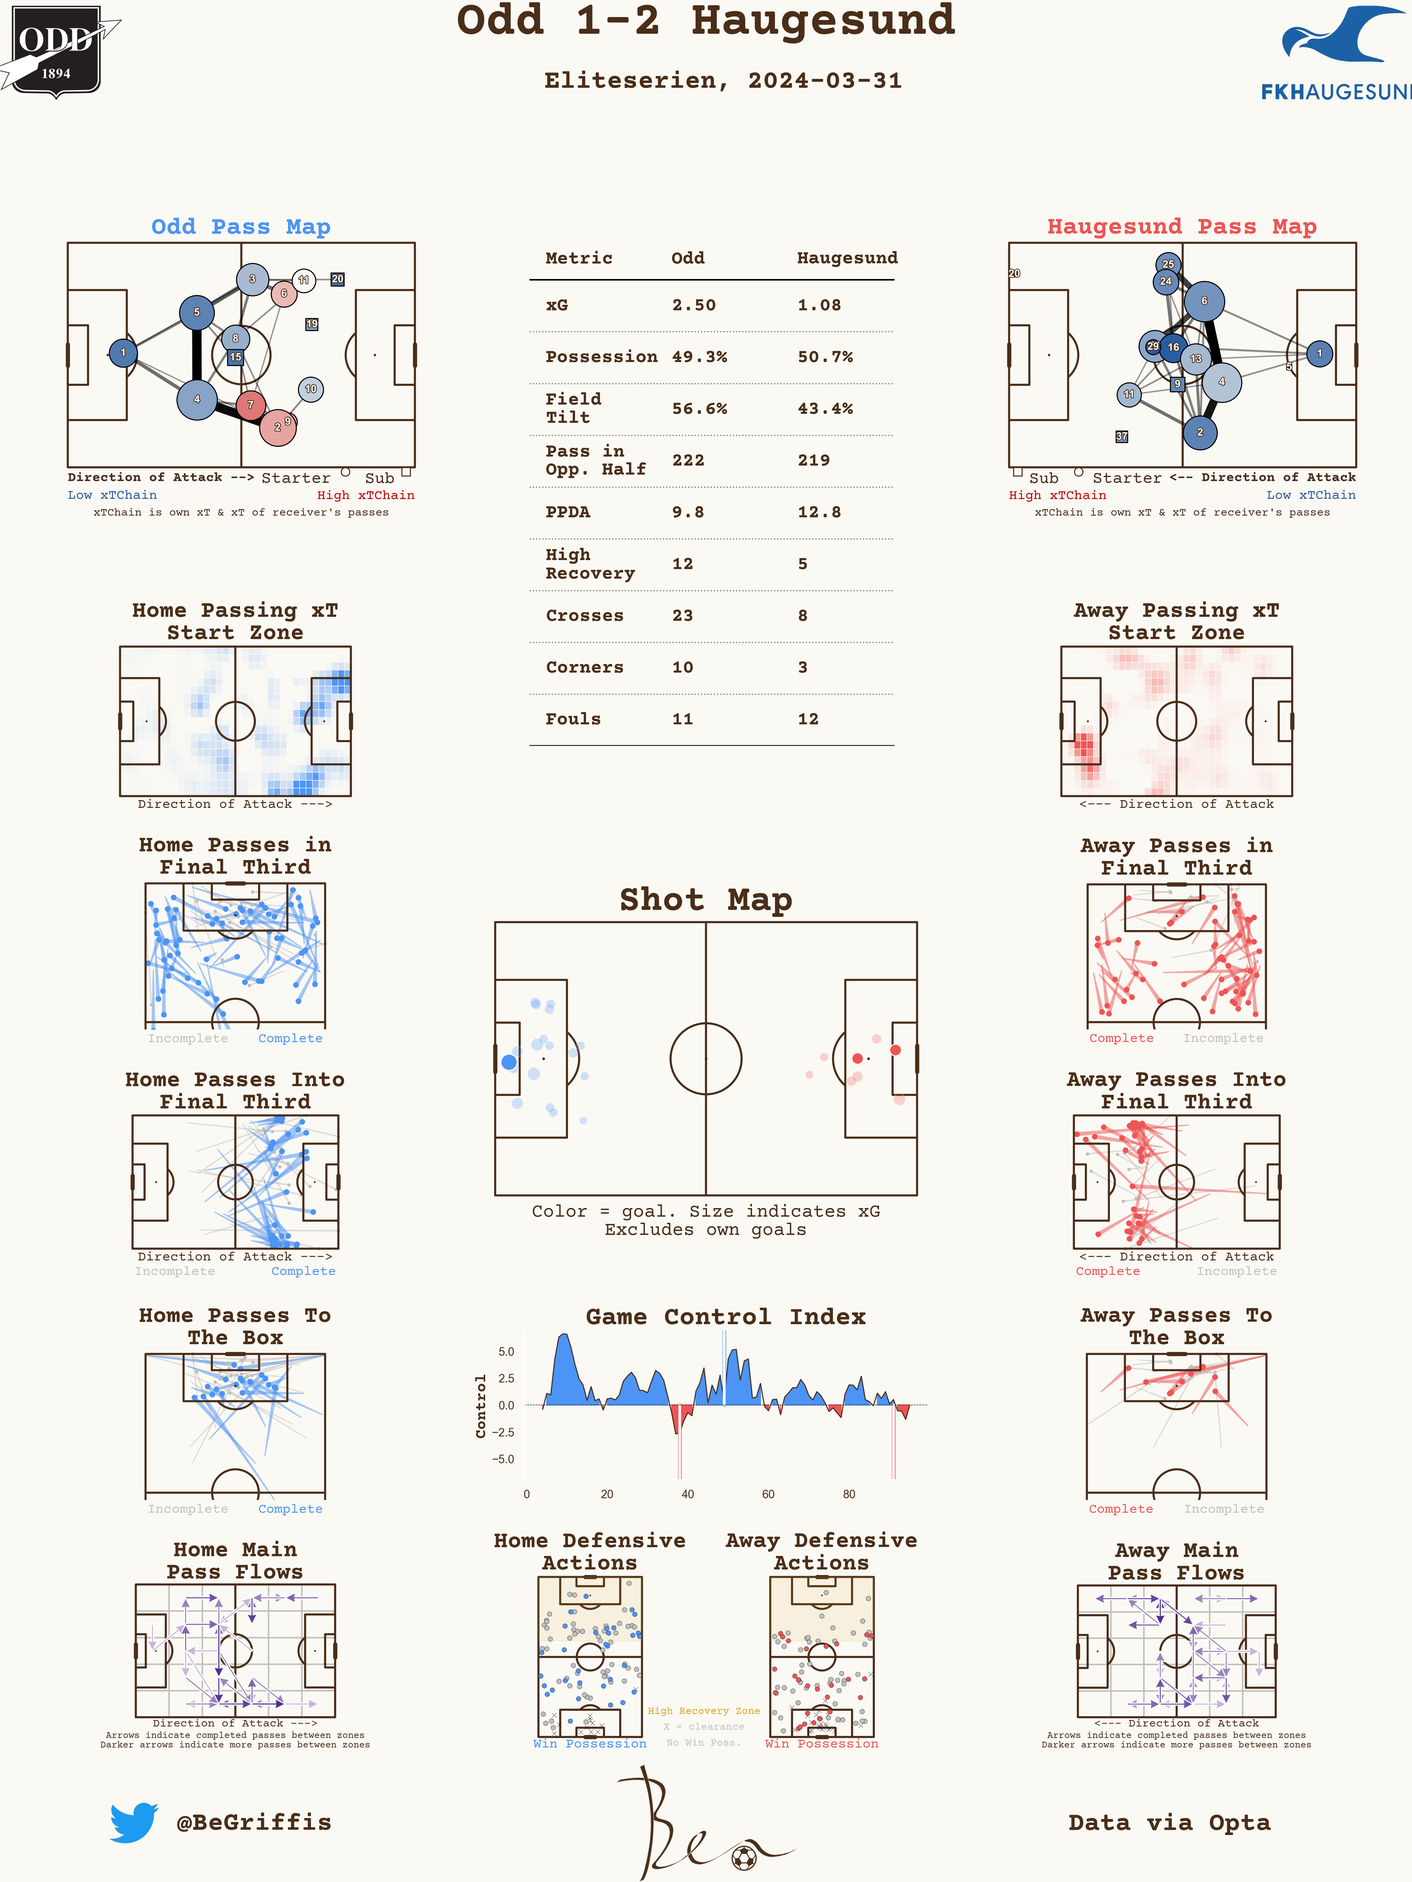 Odd 1-2 Haugesund
Eliteserien, 2024-03-31
ODD
1894
FKHAUGESUN
Odd Pass Map
3
11
20
6
5
19
8
1
15
10
4
7
9
2
Direction of Attack --> Starter Sub
Low xTChain High xTChain
xTChain is own xT & xT of receiver's passes
Metric Odd Haugesund
xG 2.50 1.08
Possession 49.3% 50.7%
Field
Tilt 56.6% 43.4%
Pass in
Opp. Half 222 219
PPDA 9.8 12.8
High
Recovery 12 5
Crosses 23 8
Corners 10 3
Fouls 11 12
Haugesund Pass Map
25
20
24
6
29
16
1
13
5
4
9
11
2
37
Sub Starter <-- Direction of Attack
High xTChain Low xTChain
xTChain is own xT & xT of receiver's passes
Home Passing xT
Start Zone
Direction of Attack --->
Away Passing xT
Start Zone
<--- Direction of Attack
Home Passes in
Final Third
Incomplete Complete
Away Passes in
Final Third
Complete Incomplete
Shot Map
Color = goal. Size indicates xG
Excludes own goals
Home Passes Into
Final Third
Direction of Attack --->
Incomplete Complete
Away Passes Into
Final Third
<--- Direction of Attack
Complete Incomplete
Home Passes To
The Box
Incomplete Complete
Game Control Index
Control
5.0
2.5
0.0
−2.5
−5.0
0 20 40 60 80
Away Passes To
The Box
Complete Incomplete
Home Main
Pass Flows
Direction of Attack --->
Arrows indicate completed passes between zones
Darker arrows indicate more passes between zones
Home Defensive
Actions
Win Possession
High Recovery Zone
X = clearance
No Win Poss.
Away Defensive
Actions
Win Possession
Away Main
Pass Flows
<--- Direction of Attack
Arrows indicate completed passes between zones
Darker arrows indicate more passes between zones
@BeGriffis
Ben
Data via Opta